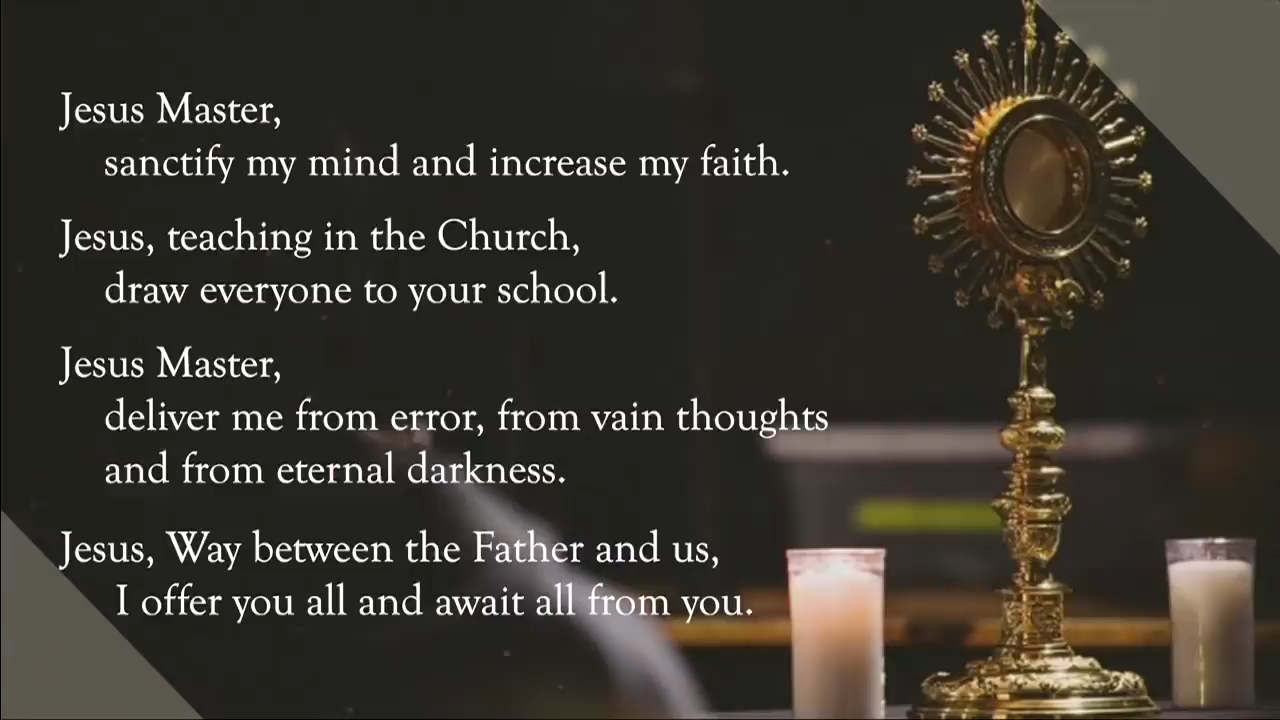 Jesus Master,
sanctify my mind and increase my faith.
Jesus, teaching in the Church,
draw everyone to your school.
Jesus Master,
deliver me from error, from vain thoughts
and from eternal darkness.
Jesus, Way between the Father and us,
I offer you all and await all from you.